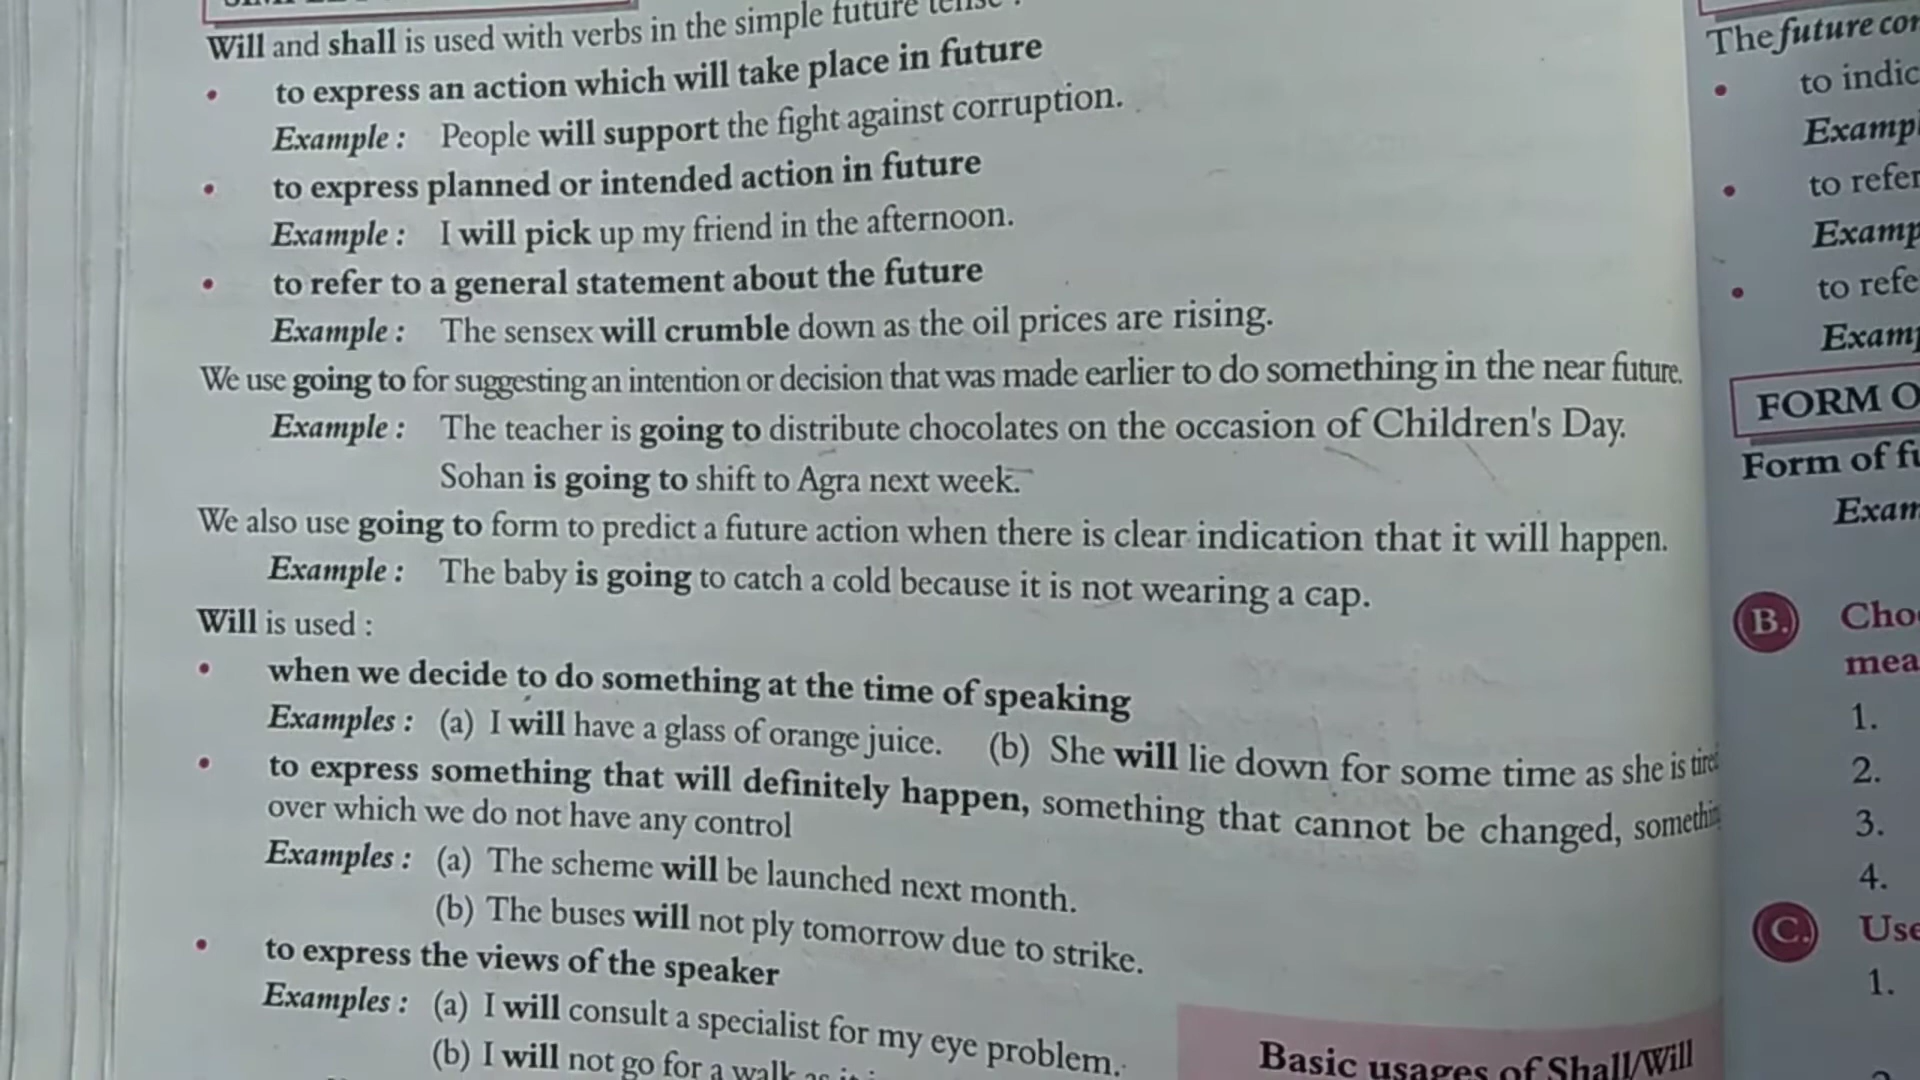 Will and shall is used with verbs in the simple future
• to express an action which will take place in future
Example : People will support the fight against corruption.
• to express planned or intended action in future
Example : I will pick up my friend in the afternoon.
• to refer to a general statement about the future
Example : The sensex will crumble down as the oil prices are rising.
We use going to for suggesting an intention or decision that was made earlier to do something in the near future.
Example : The teacher is going to distribute chocolates on the occasion of Children's Day.
Sohan is going to shift to Agra next week.
We also use going to form to predict a future action when there is clear indication that it will happen.
Example : The baby is going to catch a cold because it is not wearing a cap.
Will is used :
• when we decide to do something at the time of speaking
Examples : (a) I will have a glass of orange juice. (b) She will lie down for some time as she is
• to express something that will definitely happen, something that cannot be changed,
over which we do not have any control
Examples : (a) The scheme will be launched next month.
(b) The buses will not ply tomorrow due to strike.
• to express the views of the speaker
Examples : (a) I will consult a specialist for my eye problem.
(b) I will not go for a walk
Basic usages of Shall/Will
The future
• to
• to
• to
FORM
Form of
B.
1.
2.
3.
4.
C. Use
1.